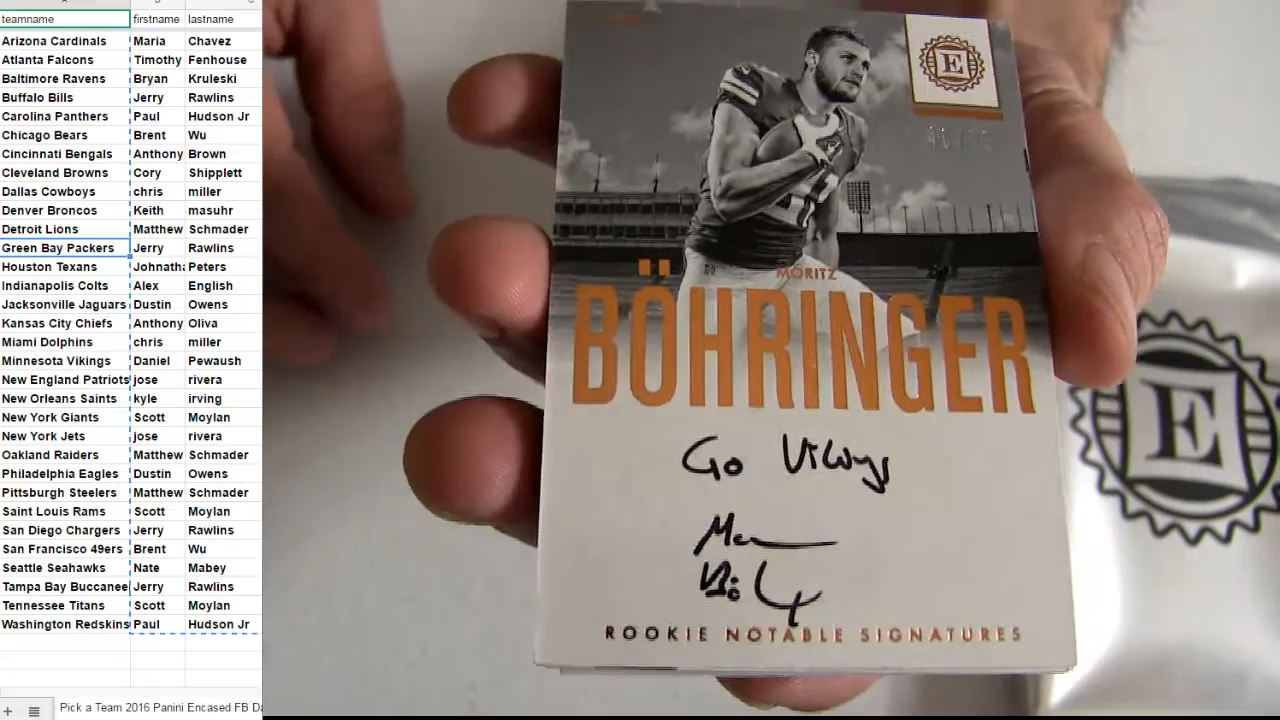 teamname firstname lastname
Arizona Cardinals Maria Chavez
Atlanta Falcons Timothy Fenhouse
Baltimore Ravens Bryan Kruleski
Buffalo Bills Jerry Rawlins
Carolina Panthers Paul Hudson Jr
Chicago Bears Brent Wu
Cincinnati Bengals Anthony Brown
Cleveland Browns Cory Shipplett
Dallas Cowboys chris miller
Denver Broncos Keith masuhr
Detroit Lions Matthew Schmader
Green Bay Packers Jerry Rawlins
Houston Texans Johnatha Peters
Indianapolis Colts Alex English
Jacksonville Jaguars Dustin Owens
Kansas City Chiefs Anthony Oliva
Miami Dolphins chris miller
Minnesota Vikings Daniel Pewaush
New England Patriots jose rivera
New Orleans Saints kyle irving
New York Giants Scott Moylan
New York Jets jose rivera
Oakland Raiders Matthew Schmader
Philadelphia Eagles Dustin Owens
Pittsburgh Steelers Matthew Schmader
Saint Louis Rams Scott Moylan
San Diego Chargers Jerry Rawlins
San Francisco 49ers Brent Wu
Seattle Seahawks Nate Mabey
Tampa Bay Buccanee Jerry Rawlins
Tennessee Titans Scott Moylan
Washington Redskins Paul Hudson Jr
Pick a Team 2016 Panini Encased FB Da
E
MORITZ
BÖHRINGER
Go Vikings
ROOKIE NOTABLE SIGNATURES
E